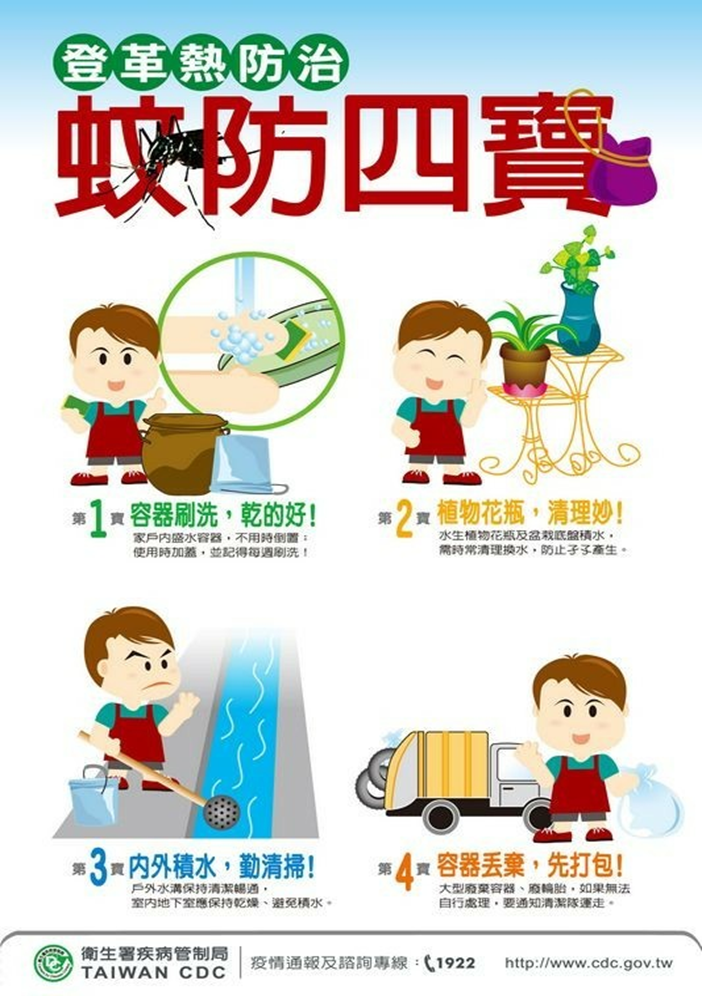 登革熱防治
蚊防四寶
第1寶 容器刷洗，乾的好！
家戶內盛水容器，不用時倒置；
使用時加蓋，並記得每週刷洗！
第2寶 植物花瓶，清理妙！
水生植物花瓶及盆栽底盤積水，
需時常清理換水，防止孑孓產生。
第3寶 內外積水，勤清掃！
戶外水溝保持清潔暢通，
室內地下室應保持乾燥、避免積水。
第4寶 容器丟棄，先打包！
大型廢棄容器、廢輪胎，如果無法
自行處理，要通知清潔隊運走。
衛生署疾病管制局
TAIWAN CDC
疫情通報及諮詢專線：1922
http://www.cdc.gov.tw